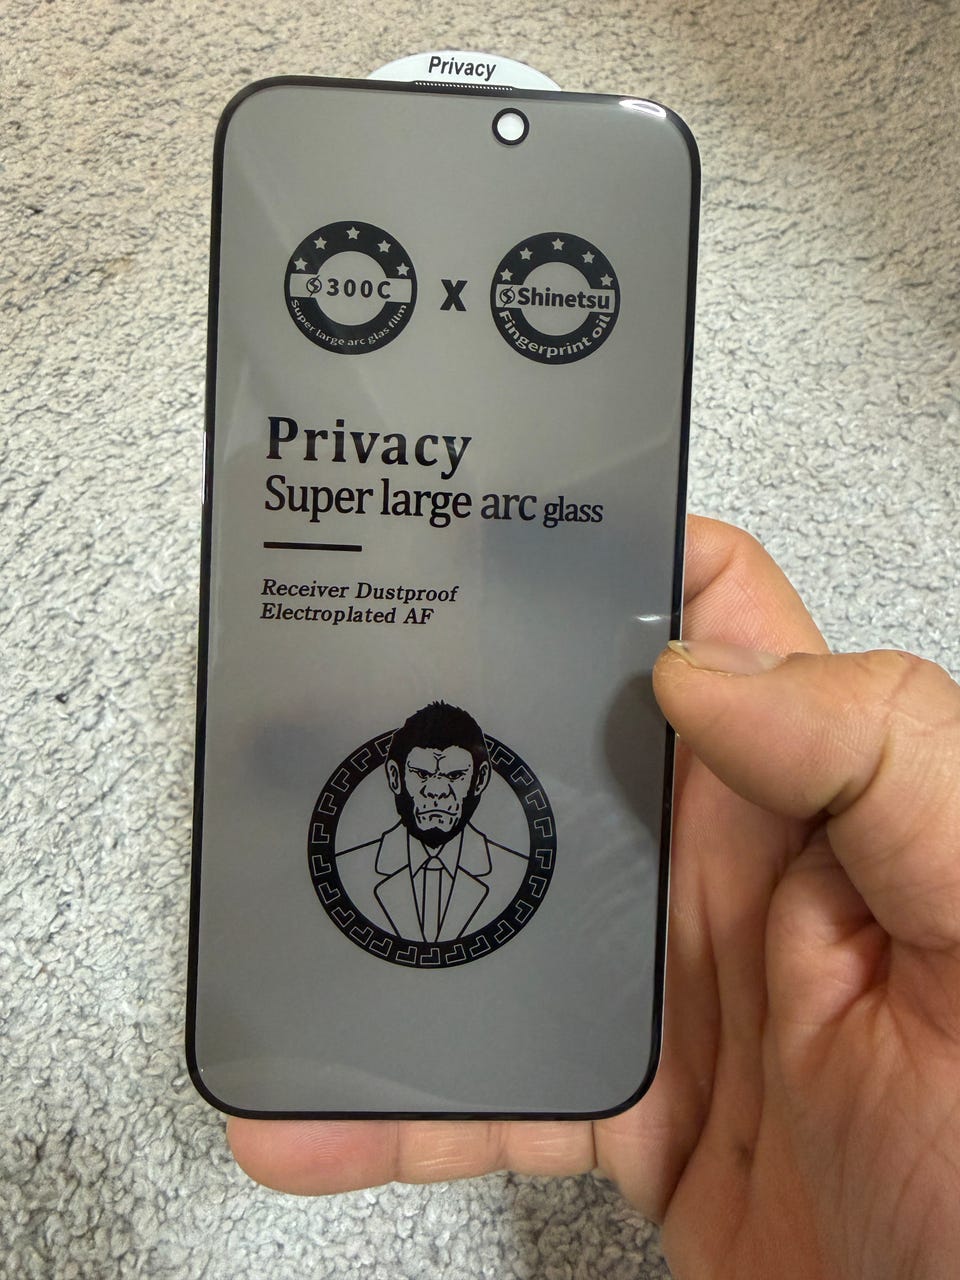 Privacy
300C
Super large arc glas film
X
Shinetsu
Fingerprint oil
Privacy
Super large arc glass
Receiver Dustproof
Electroplated AF